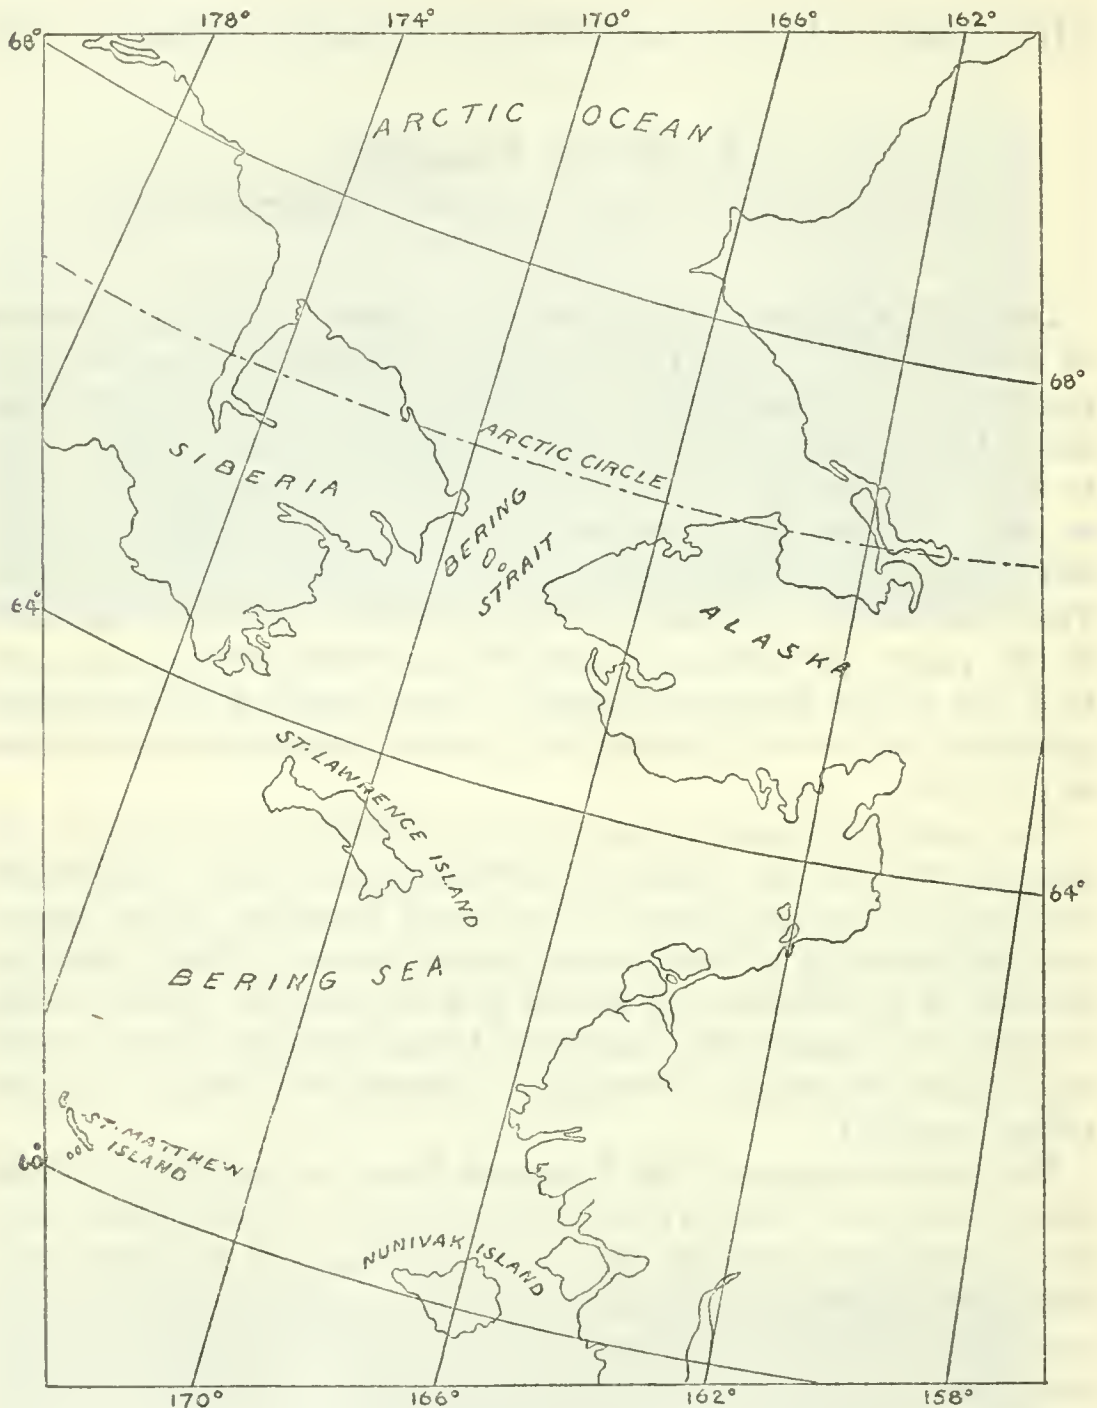 178° 174° 170° 166° 162°
68°
ARCTIC OCEAN
68°
ARCTIC CIRCLE
SIBERIA
BERING
STRAIT
64°
ALASKA
ST. LAWRENCE ISLAND
64°
BERING SEA
ST. MATTHEW
ISLAND
60°
NUNIVAK ISLAND
170° 166° 162° 158°